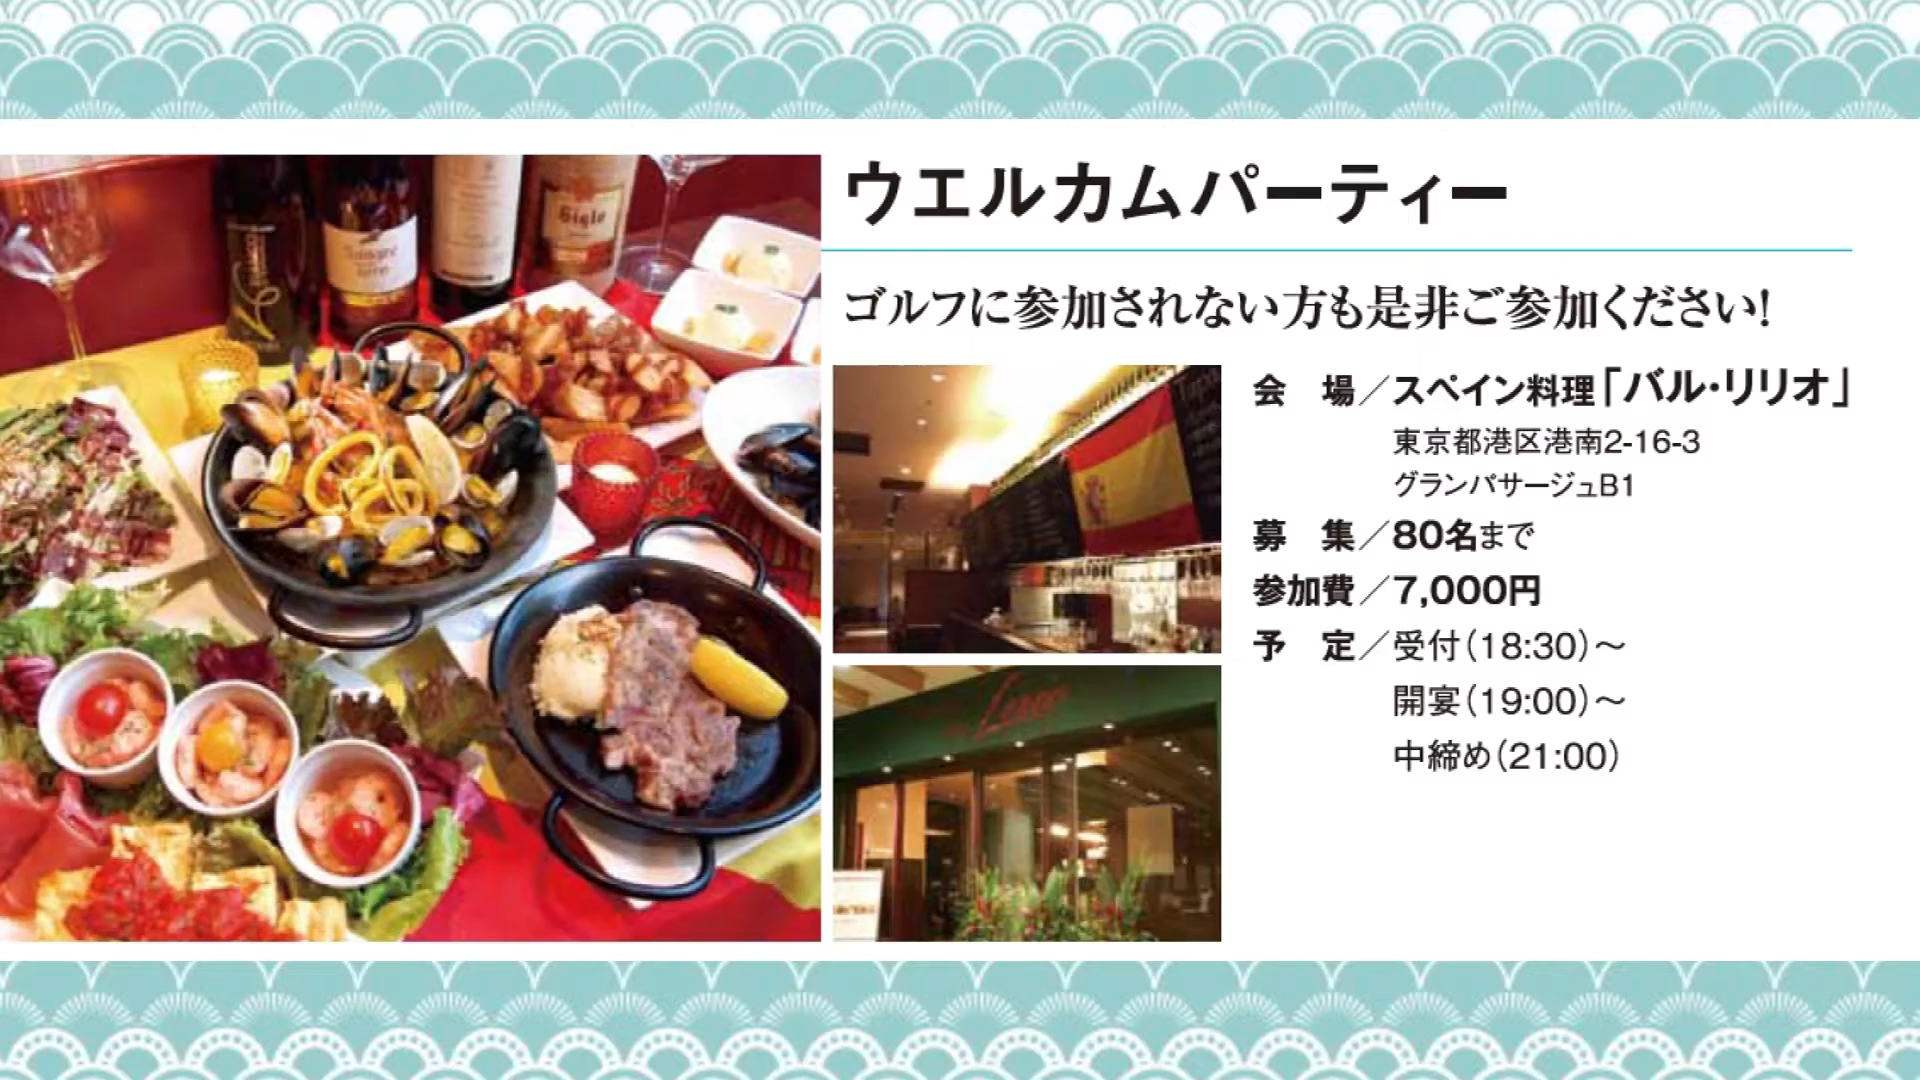 ウエルカムパーティー
ゴルフに参加されない方も是非ご参加ください!
会　場／スペイン料理「バル・リリオ」
東京都港区港南2-16-3
グランパサージュB1
募　集／80名まで
参加費／7,000円
予　定／受付(18:30)～
開宴(19:00)～
中締め(21:00)
Siglo